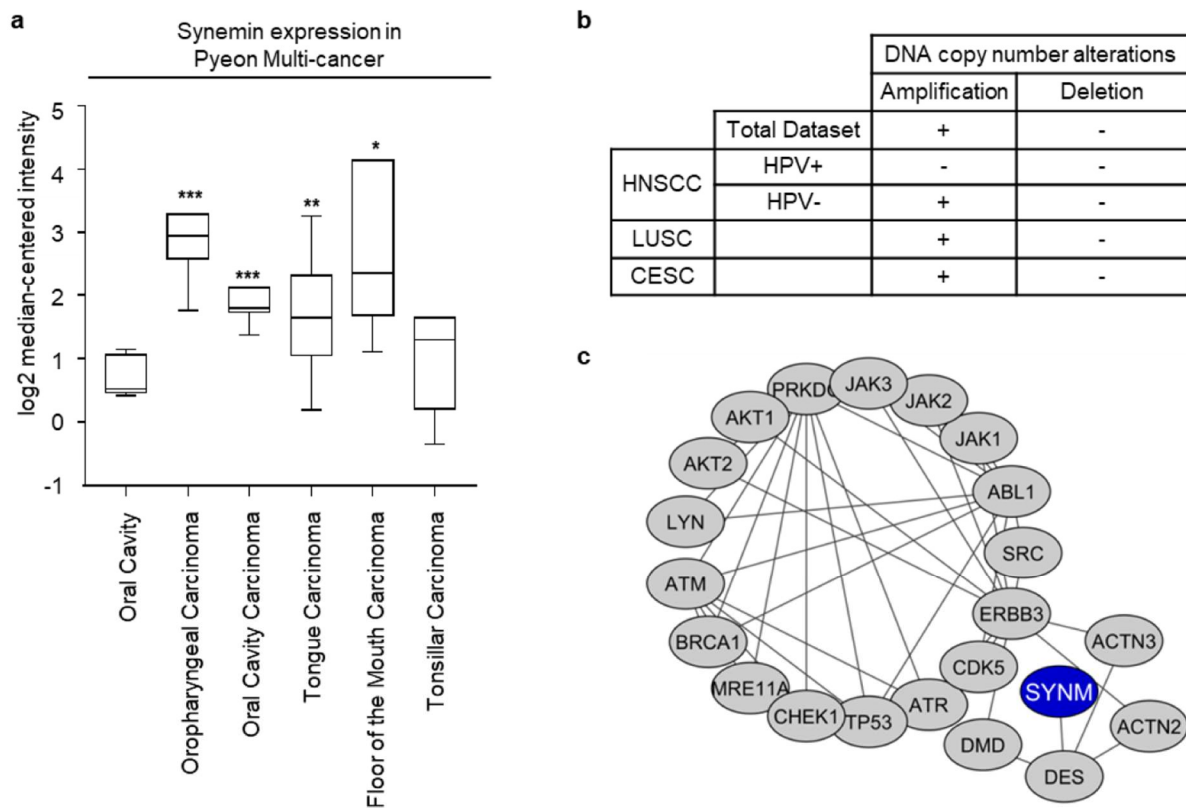 a
Synemin expression in
Pyeon Multi-cancer
log2 median-centered intensity
5
4
3
2
1
0
-1
***
***
**
*
Oral Cavity
Oropharyngeal Carcinoma
Oral Cavity Carcinoma
Tongue Carcinoma
Floor of the Mouth Carcinoma
Tonsillar Carcinoma
b
DNA copy number alterations
Amplification Deletion
Total Dataset + -
HNSCC
HPV+ - -
HPV- + -
LUSC + -
CESC + -
c
PRKDC
JAK3
JAK2
JAK1
AKT1
AKT2
ABL1
LYN
SRC
ATM
ERBB3
BRCA1
ACTN3
CDK5
MRE11A
SYNM
CHEK1
TP53
ATR
ACTN2
DMD
DES